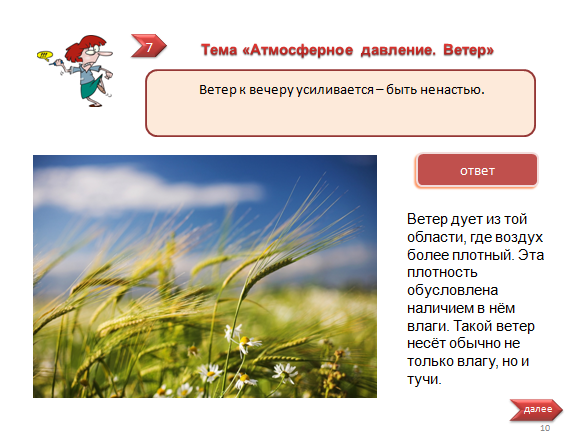 7
Тема «Атмосферное давление. Ветер»
Ветер к вечеру усиливается – быть ненастью.
ответ
Ветер дует из той
области, где воздух
более плотный. Эта
плотность
обусловлена
наличием в нём
влаги. Такой ветер
несёт обычно не
только влагу, но и
тучи.
далее
10